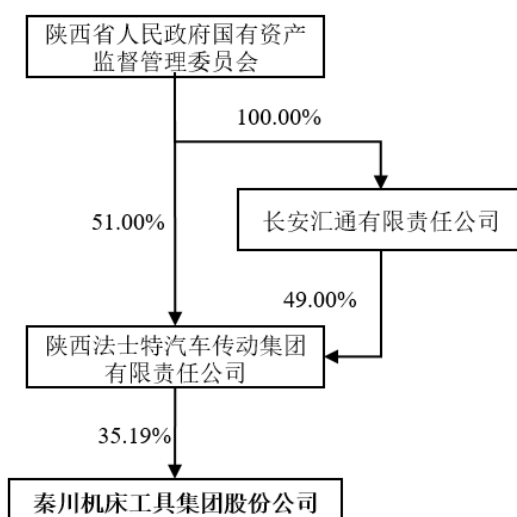 陕西省人民政府国有资产
监督管理委员会
100.00%
51.00%
长安汇通有限责任公司
49.00%
陕西法士特汽车传动集团
有限责任公司
35.19%
秦川机床工具集团股份公司